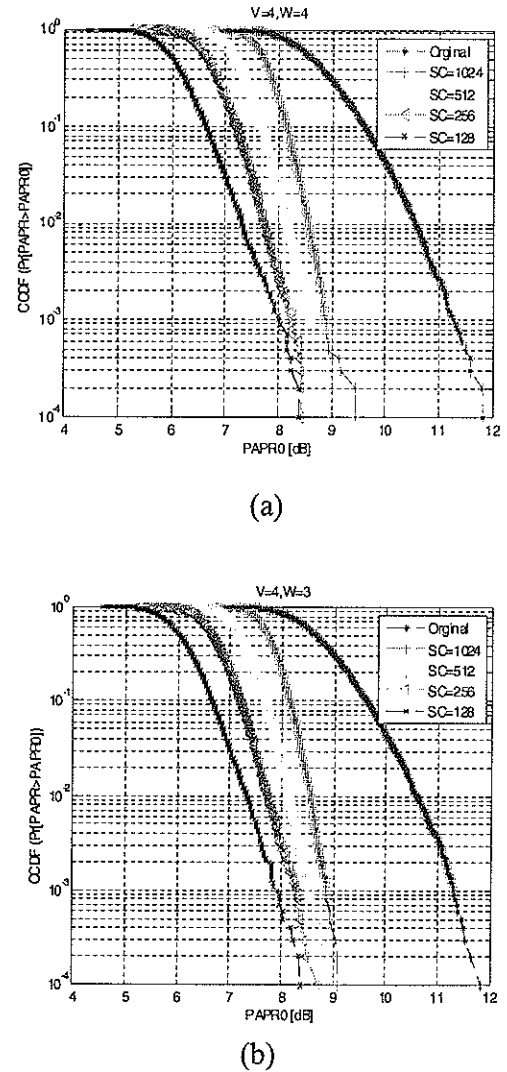 V=4,W=4
10^0
10^-1
10^-2
10^-3
10^-4
CCDF (Pr[PAPR>PAPR0])
4 5 6 7 8 9 10 11 12
PAPR0 [dB]
Orginal
SC=1024
SC=512
SC=256
SC=128
(a)
V=4,W=3
10^0
10^-1
10^-2
10^-3
10^-4
CCDF (Pr[PAPR>PAPR0])
4 5 6 7 8 9 10 11 12
PAPR0 [dB]
Orginal
SC=1024
SC=512
SC=256
SC=128
(b)